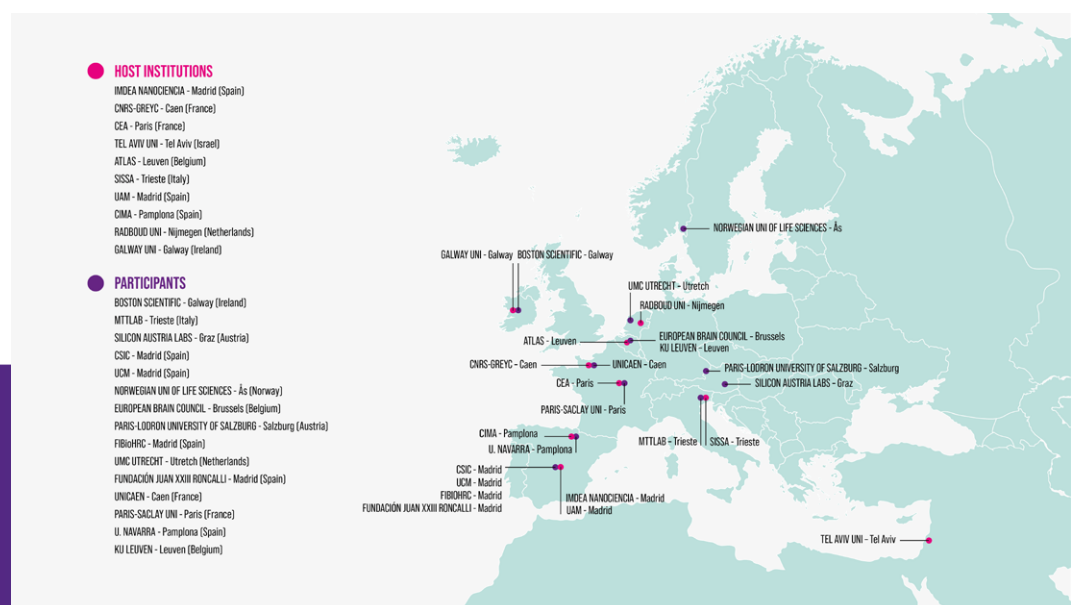 HOST INSTITUTIONS
IMDEA NANOCIENCIA - Madrid (Spain)
CNRS-GREYC - Caen (France)
CEA - Paris (France)
TEL AVIV UNI - Tel Aviv (Israel)
ATLAS - Leuven (Belgium)
SISSA - Trieste (Italy)
UAM - Madrid (Spain)
CIMA - Pamplona (Spain)
RADBOUD UNI - Nijmegen (Netherlands)
GALWAY UNI - Galway (Ireland)
PARTICIPANTS
BOSTON SCIENTIFIC - Galway (Ireland)
MTTLAB - Trieste (Italy)
SILICON AUSTRIA LABS - Graz (Austria)
CSIC - Madrid (Spain)
UCM - Madrid (Spain)
NORWEGIAN UNI OF LIFE SCIENCES - Ås (Norway)
EUROPEAN BRAIN COUNCIL - Brussels (Belgium)
PARIS-LODRON UNIVERSITY OF SALZBURG - Salzburg (Austria)
FIBioHRC - Madrid (Spain)
UMC UTRECHT - Utretch (Netherlands)
FUNDACIÓN JUAN XXIII RONCALLI - Madrid (Spain)
UNICAEN - Caen (France)
PARIS-SACLAY UNI - Paris (France)
U. NAVARRA - Pamplona (Spain)
KU LEUVEN - Leuven (Belgium)
NORWEGIAN UNI OF LIFE SCIENCES - Ås
GALWAY UNI - Galway
BOSTON SCIENTIFIC - Galway
UMC UTRECHT - Utretch
RADBOUD UNI - Nijmegen
ATLAS - Leuven
EUROPEAN BRAIN COUNCIL - Brussels
KU LEUVEN - Leuven
CNRS-GREYC - Caen
UNICAEN - Caen
PARIS-LODRON UNIVERSITY OF SALZBURG - Salzburg
CEA - Paris
SILICON AUSTRIA LABS - Graz
PARIS-SACLAY UNI - Paris
CIMA - Pamplona
U. NAVARRA - Pamplona
MTTLAB - Trieste
SISSA - Trieste
CSIC - Madrid
UCM - Madrid
FIBIOHRC - Madrid
FUNDACIÓN JUAN XXIII RONCALLI - Madrid
IMDEA NANOCIENCIA - Madrid
UAM - Madrid
TEL AVIV UNI - Tel Aviv